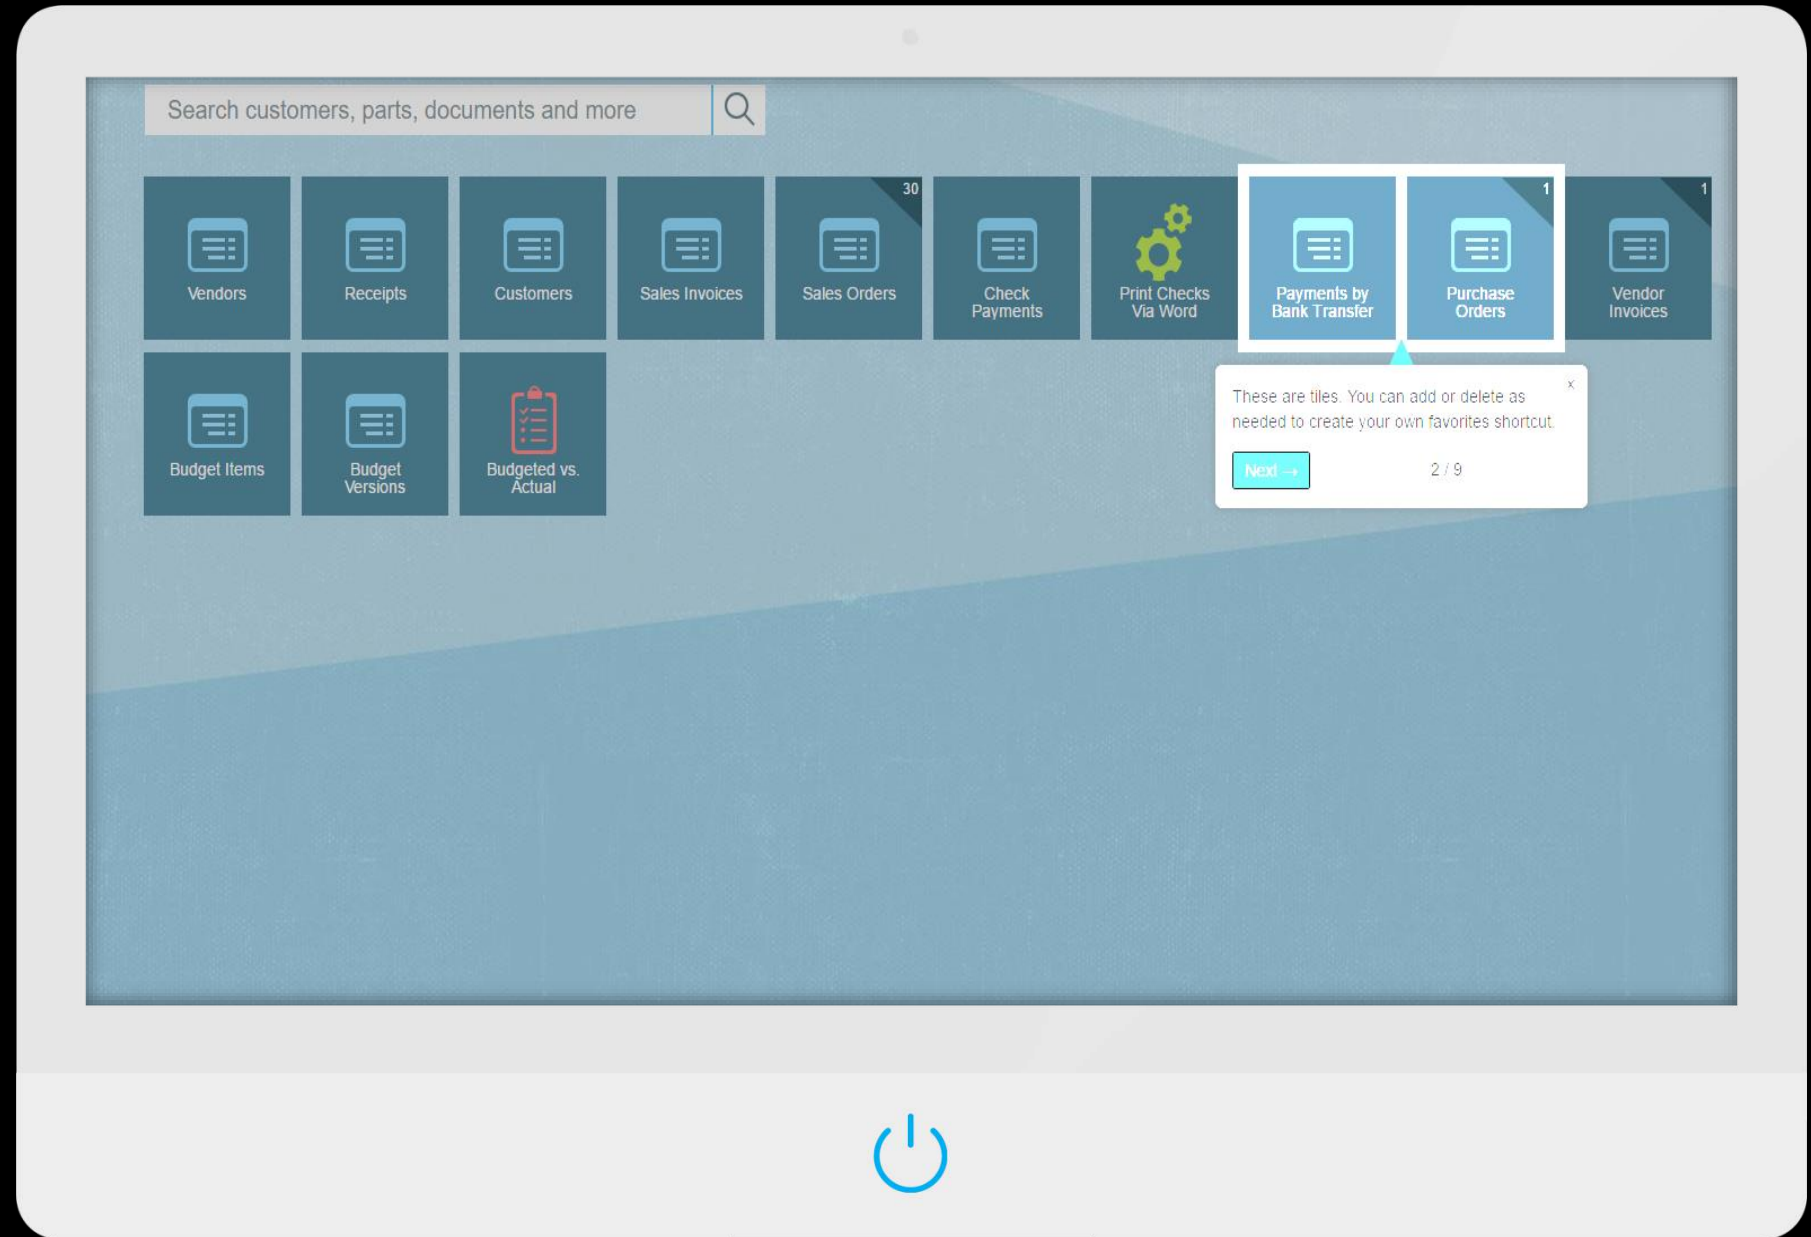 Search customers, parts, documents and more
30
1
1
Vendors
Receipts
Customers
Sales Invoices
Sales Orders
Check
Payments
Print Checks
Via Word
Payments by
Bank Transfer
Purchase
Orders
Vendor
Invoices
Budget Items
Budget
Versions
Budgeted vs.
Actual
x
These are tiles. You can add or delete as
needed to create your own favorites shortcut.
Next →
2 / 9